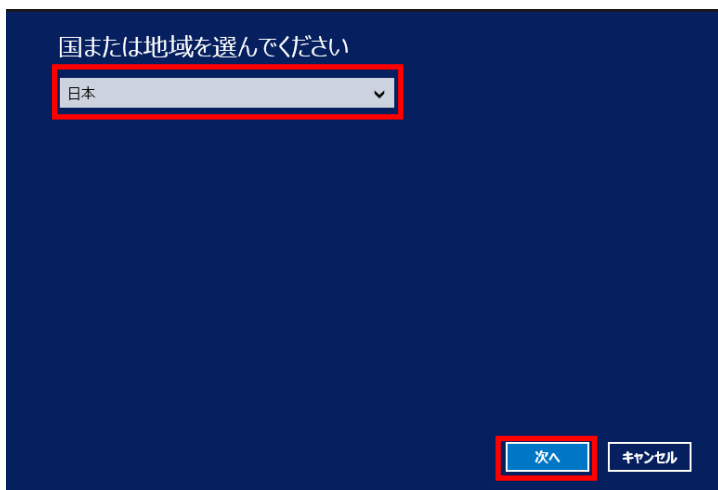 国または地域を選んでください
日本
次へ
キャンセル